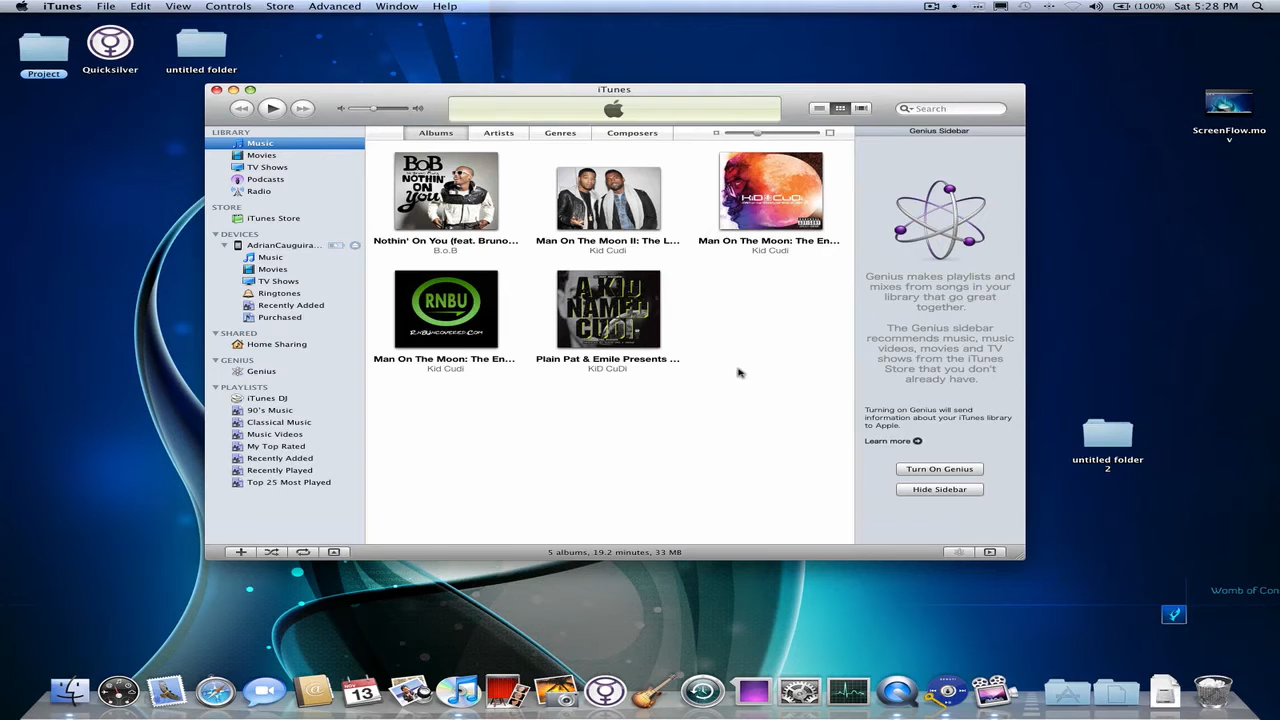 iTunes File Edit View Controls Store Advanced Window Help (100%) Sat 5:28 PM
Project
Quicksilver
untitled folder
ScreenFlow.mo
v
iTunes
Search
LIBRARY
Music
Movies
TV Shows
Podcasts
Radio
STORE
iTunes Store
DEVICES
AdrianCauguira...
Music
Movies
TV Shows
Ringtones
Recently Added
Purchased
SHARED
Home Sharing
GENIUS
Genius
PLAYLISTS
iTunes DJ
90's Music
Classical Music
Music Videos
My Top Rated
Recently Added
Recently Played
Top 25 Most Played
Albums Artists Genres Composers
BoB
NOTHIN'
ON YOU
KiD CUDi
Nothin' On You (feat. Bruno...
B.o.B
Man On The Moon II: The L...
Kid Cudi
Man On The Moon: The En...
Kid Cudi
RNBU
RNBUNCOVERED.COM
A KID
NAMED
CUDI
Man On The Moon: The En...
Kid Cudi
Plain Pat & Emile Presents ...
KiD CuDi
Genius Sidebar
Genius makes playlists and
mixes from songs in your
library that go great
together.
The Genius sidebar
recommends music, music
videos, movies and TV
shows from the iTunes
Store that you don't
already have.
Turning on Genius will send
information about your iTunes library
to Apple.
Learn more
Turn On Genius
Hide Sidebar
5 albums, 19.2 minutes, 33 MB
untitled folder
2
Womb of Con
NOV
13